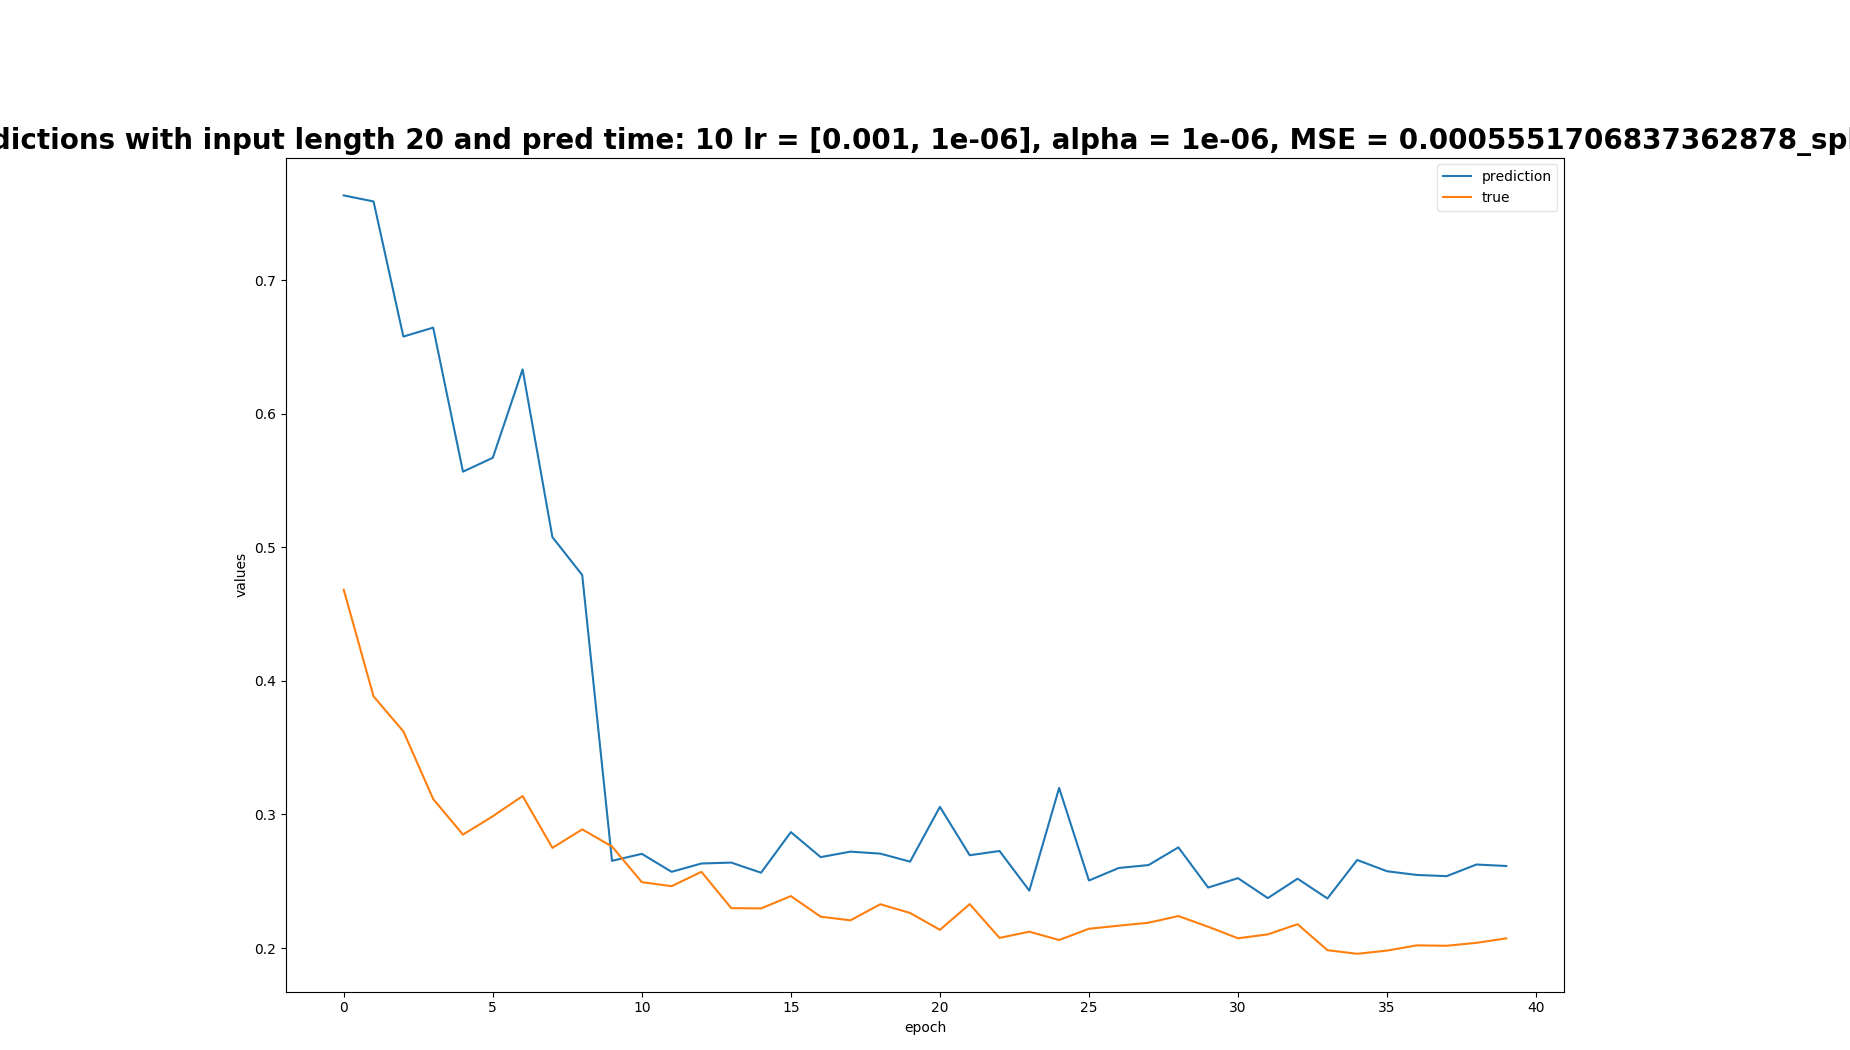 dictions with input length 20 and pred time: 10 lr = [0.001, 1e-06], alpha = 1e-06, MSE = 0.0005551706837362878_spl
prediction
true
0.7
0.6
0.5
0.4
0.3
0.2
values
0 5 10 15 20 25 30 35 40
epoch